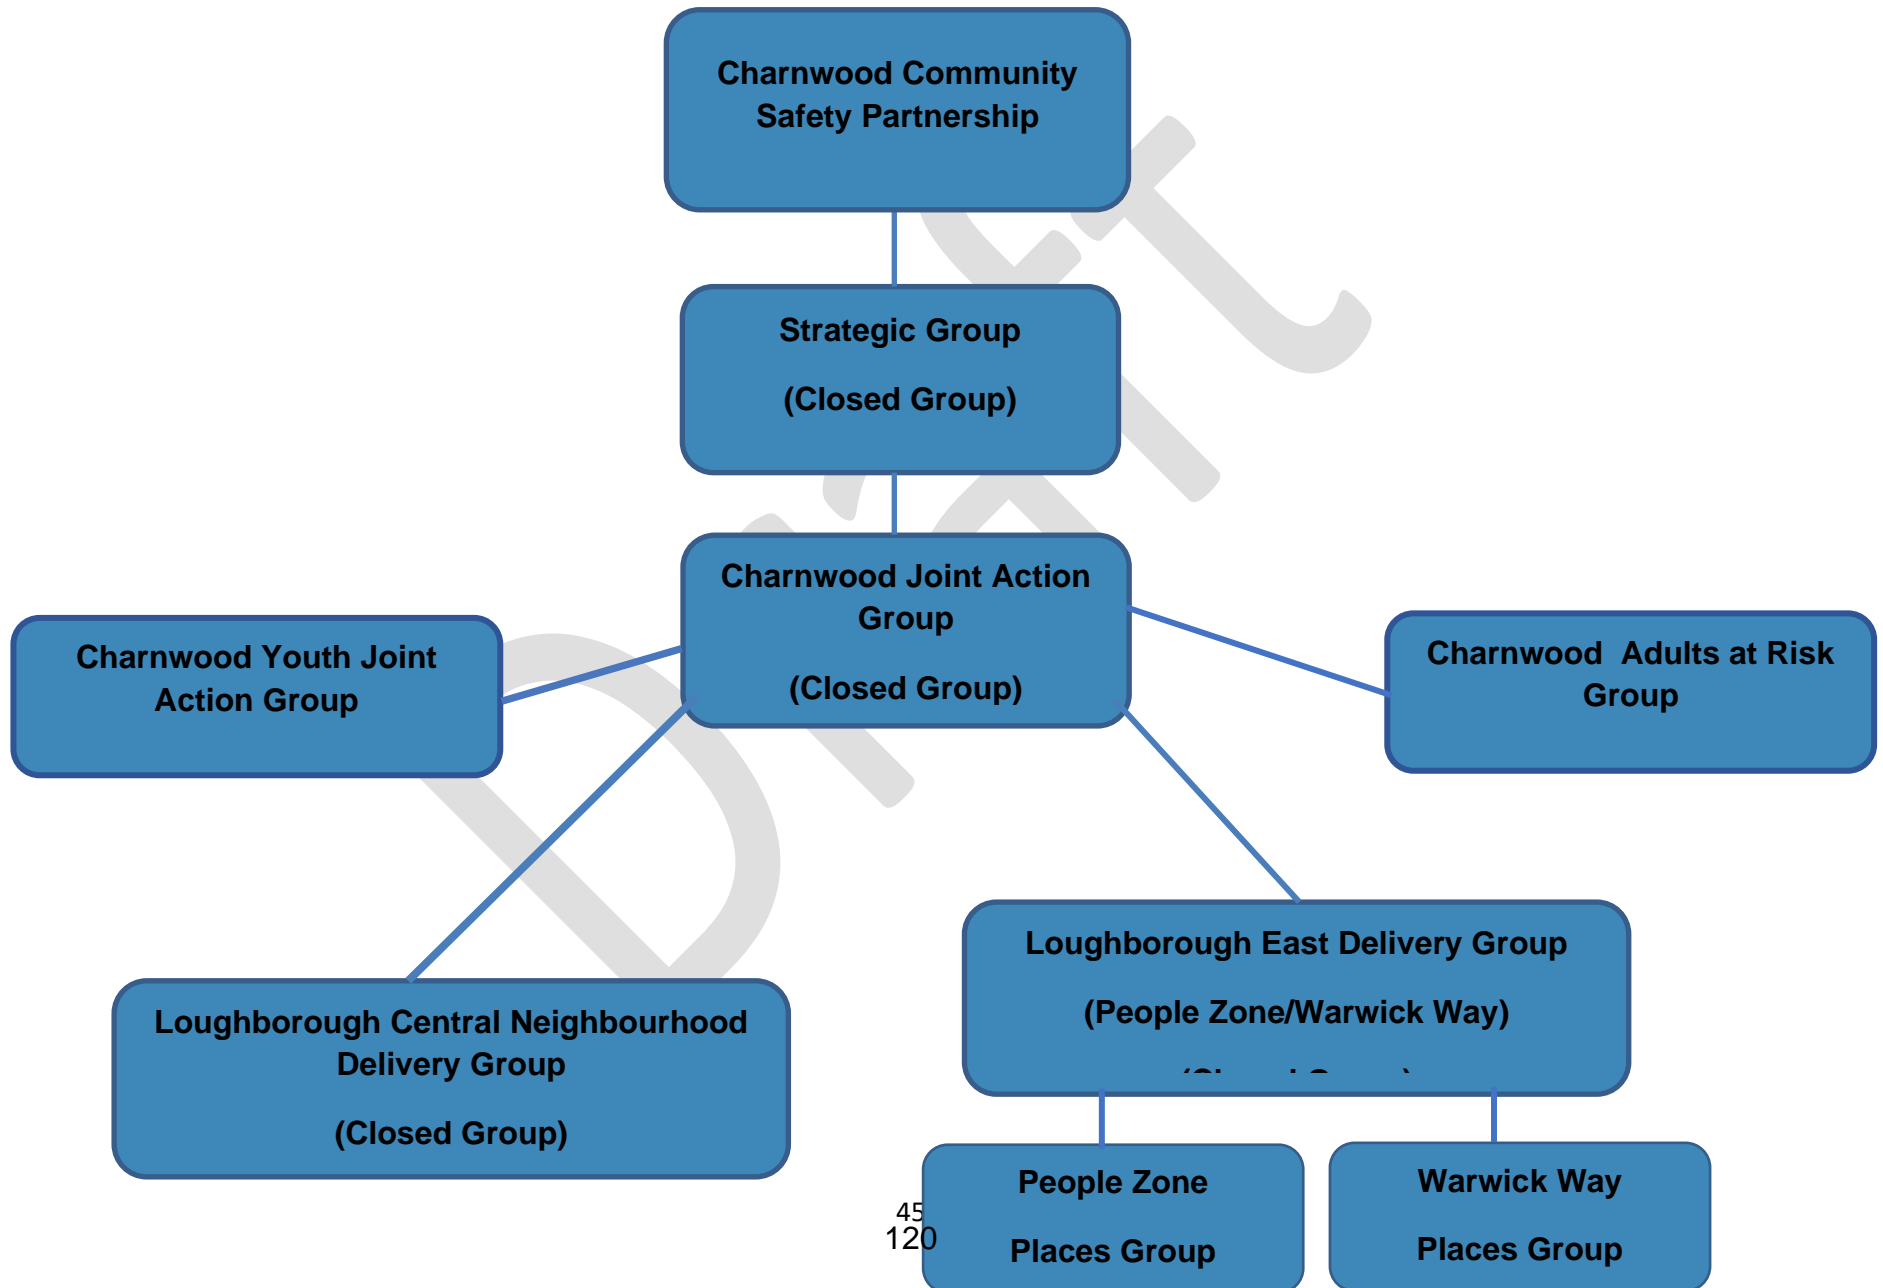 Charnwood Community
Safety Partnership
Strategic Group
(Closed Group)
Charnwood Joint Action
Group
(Closed Group)
Charnwood Youth Joint
Action Group
Charnwood  Adults at Risk
Group
Loughborough East Delivery Group
(People Zone/Warwick Way)
Loughborough Central Neighbourhood
Delivery Group
(Closed Group)
People Zone
Places Group
Warwick Way
Places Group
45
120
Draft